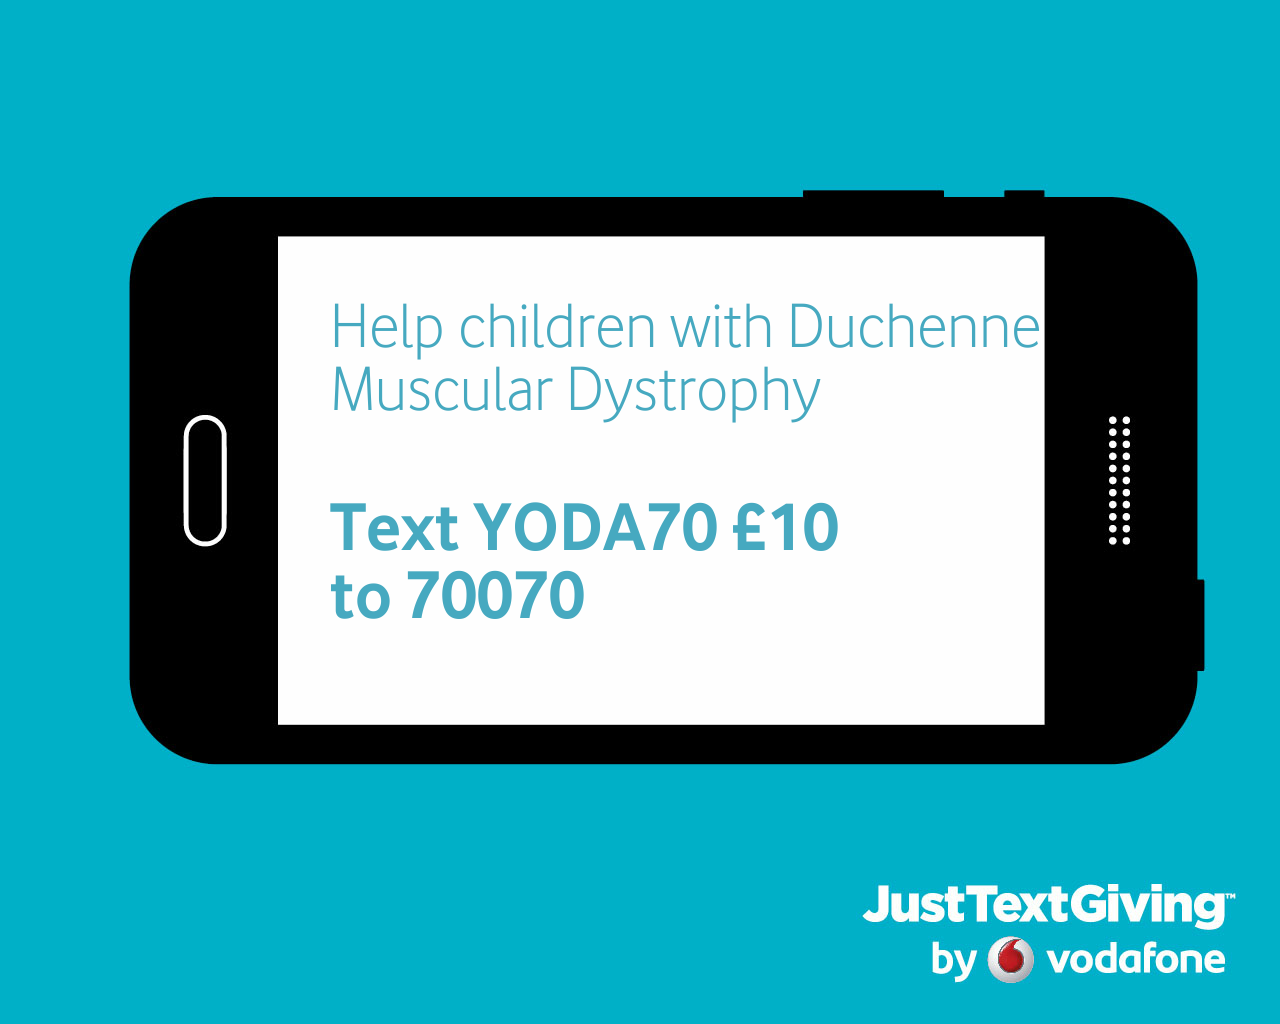 Help children with Duchenne
Muscular Dystrophy
Text YODA70 £10
to 70070
JustTextGiving™
by vodafone